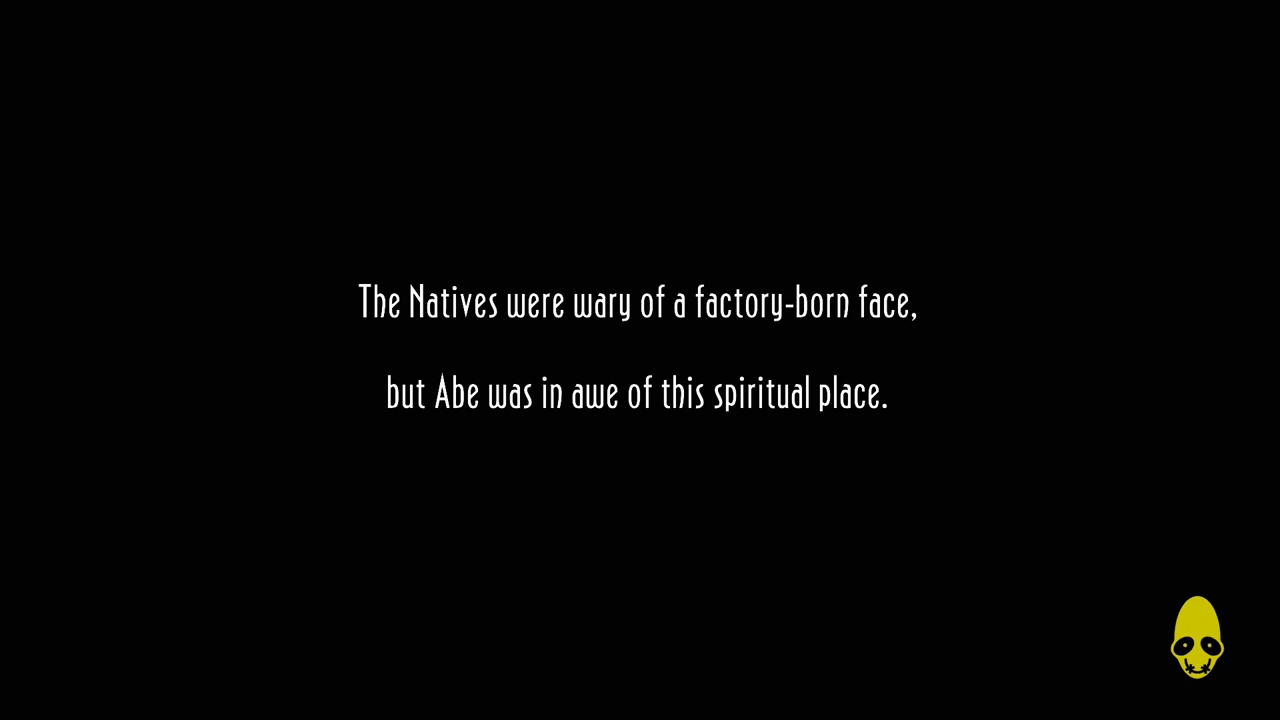 The Natives were wary of a factory-born face,
but Abe was in awe of this spiritual place.